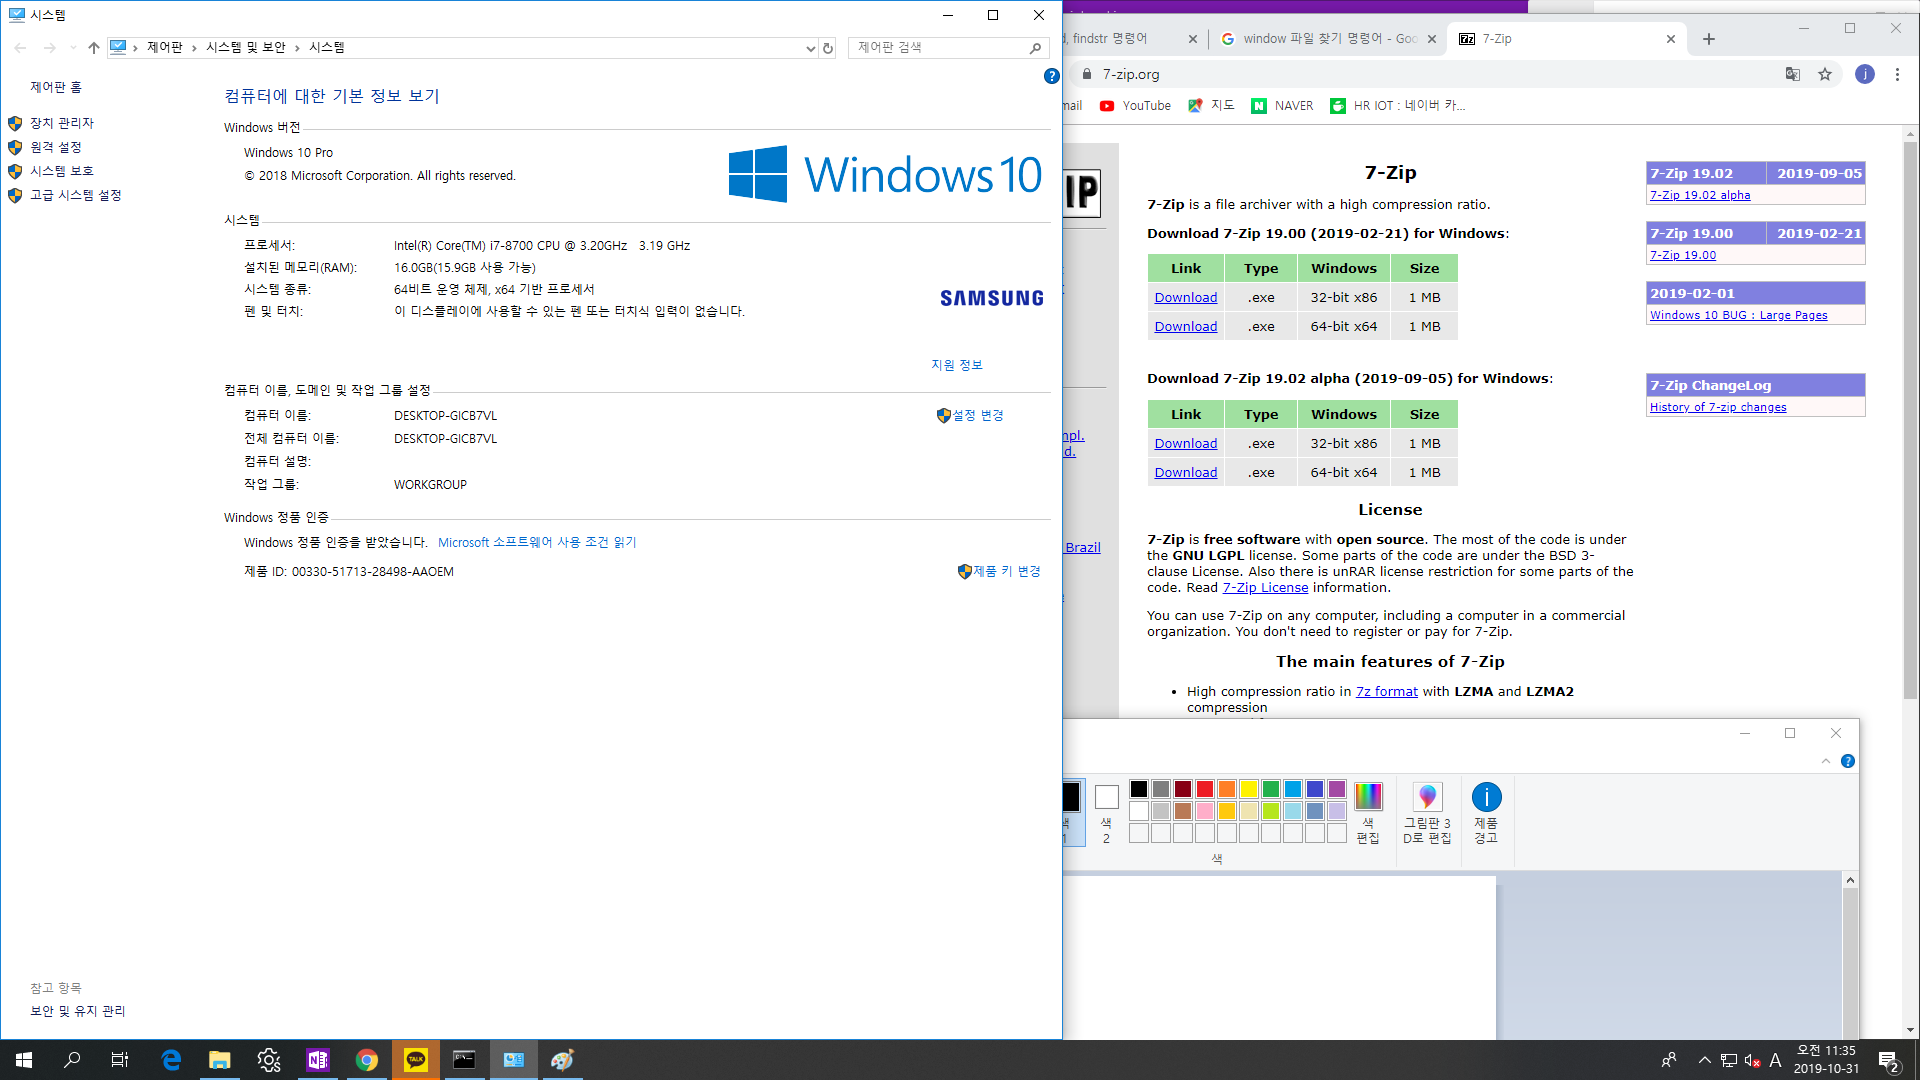 시스템
제어판
시스템 및 보안
시스템
제어판 검색
제어판 홈
장치 관리자
원격 설정
시스템 보호
고급 시스템 설정
컴퓨터에 대한 기본 정보 보기
Windows 버전
Windows 10 Pro
© 2018 Microsoft Corporation. All rights reserved.
Windows 10
시스템
프로세서: Intel(R) Core(TM) i7-8700 CPU @ 3.20GHz 3.19 GHz
설치된 메모리(RAM): 16.0GB(15.9GB 사용 가능)
시스템 종류: 64비트 운영 체제, x64 기반 프로세서
펜 및 터치: 이 디스플레이에 사용할 수 있는 펜 또는 터치식 입력이 없습니다.
SAMSUNG
지원 정보
컴퓨터 이름, 도메인 및 작업 그룹 설정
컴퓨터 이름: DESKTOP-GICB7VL
설정 변경
전체 컴퓨터 이름: DESKTOP-GICB7VL
컴퓨터 설명:
작업 그룹: WORKGROUP
Windows 정품 인증
Windows 정품 인증을 받았습니다. Microsoft 소프트웨어 사용 조건 읽기
제품 ID: 00330-51713-28498-AAOEM
제품 키 변경
참고 항목
보안 및 유지 관리
d, findstr 명령어
window 파일 찾기 명령어 - Goo
7-Zip
7-zip.org
j
mail
YouTube
지도
NAVER
HR IOT : 네이버 카...
IP
mpl.
d.
Brazil
7-Zip
7-Zip is a file archiver with a high compression ratio.
Download 7-Zip 19.00 (2019-02-21) for Windows:
Link Type Windows Size
Download .exe 32-bit x86 1 MB
Download .exe 64-bit x64 1 MB
Download 7-Zip 19.02 alpha (2019-09-05) for Windows:
Link Type Windows Size
Download .exe 32-bit x86 1 MB
Download .exe 64-bit x64 1 MB
License
7-Zip is free software with open source. The most of the code is under
the GNU LGPL license. Some parts of the code are under the BSD 3-
clause License. Also there is unRAR license restriction for some parts of the
code. Read 7-Zip License information.
You can use 7-Zip on any computer, including a computer in a commercial
organization. You don't need to register or pay for 7-Zip.
The main features of 7-Zip
• High compression ratio in 7z format with LZMA and LZMA2
compression
7-Zip 19.02 2019-09-05
7-Zip 19.02 alpha
7-Zip 19.00 2019-02-21
7-Zip 19.00
2019-02-01
Windows 10 BUG : Large Pages
7-Zip ChangeLog
History of 7-zip changes
색
1
색
2
색
편집
그림판 3
D로 편집
제품
경고
색
TALK
A
오전 11:35
2019-10-31
2